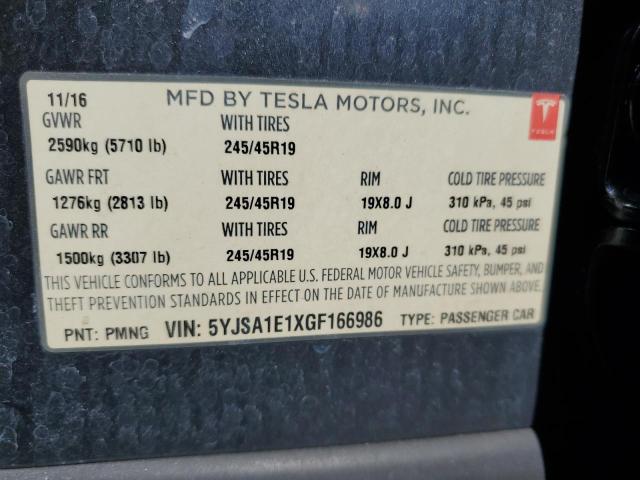 11/16 MFD BY TESLA MOTORS, INC.
TESLA
GVWR WITH TIRES
2590kg (5710 lb) 245/45R19
GAWR FRT WITH TIRES RIM COLD TIRE PRESSURE
1276kg (2813 lb) 245/45R19 19X8.0 J 310 kPa, 45 psi
GAWR RR WITH TIRES RIM COLD TIRE PRESSURE
1500kg (3307 lb) 245/45R19 19X8.0 J 310 kPa, 45 psi
THIS VEHICLE CONFORMS TO ALL APPLICABLE U.S. FEDERAL MOTOR VEHICLE SAFETY, BUMPER, AND
THEFT PREVENTION STANDARDS IN EFFECT ON THE DATE OF MANUFACTURE SHOWN ABOVE.
PNT: PMNG VIN: 5YJSA1E1XGF166986 TYPE: PASSENGER CAR